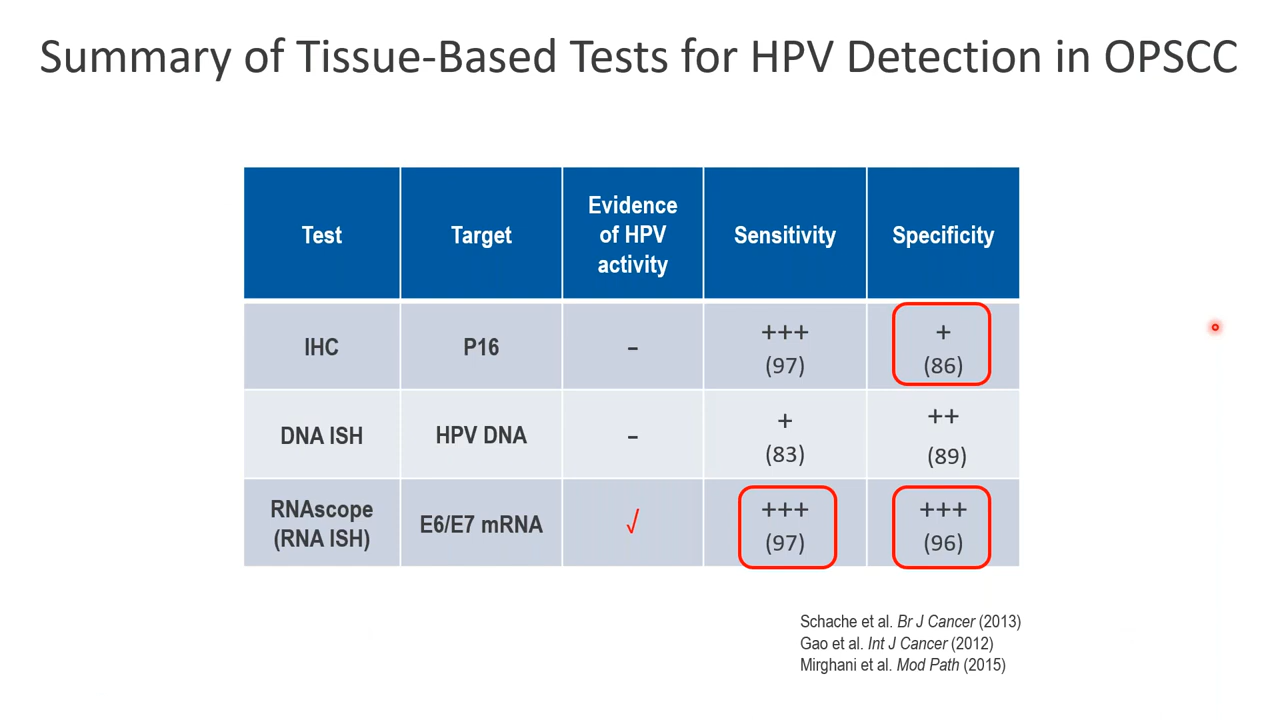 Summary of Tissue-Based Tests for HPV Detection in OPSCC
Test
Target
Evidence
of HPV
activity
Sensitivity
Specificity
IHC
P16
–
+++
(97)
+
(86)
DNA ISH
HPV DNA
–
+
(83)
++
(89)
RNAscope
(RNA ISH)
E6/E7 mRNA
√
+++
(97)
+++
(96)
Schache et al. Br J Cancer (2013)
Gao et al. Int J Cancer (2012)
Mirghani et al. Mod Path (2015)